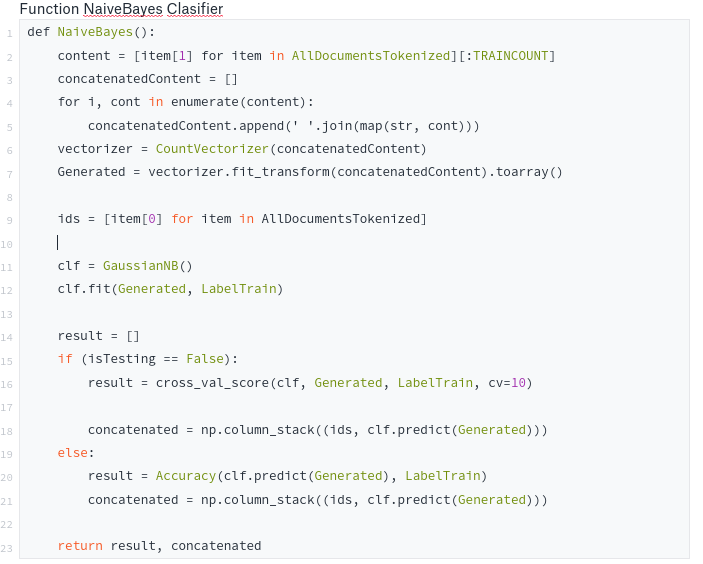 Function NaiveBayes Clasifier
1 def NaiveBayes():
2     content = [item[1] for item in AllDocumentsTokenized][:TRAINCOUNT]
3     concatenatedContent = []
4     for i, cont in enumerate(content):
5         concatenatedContent.append(' '.join(map(str, cont)))
6     vectorizer = CountVectorizer(concatenatedContent)
7     Generated = vectorizer.fit_transform(concatenatedContent).toarray()
8
9     ids = [item[0] for item in AllDocumentsTokenized]
10
11     clf = GaussianNB()
12     clf.fit(Generated, LabelTrain)
13
14     result = []
15     if (isTesting == False):
16         result = cross_val_score(clf, Generated, LabelTrain, cv=10)
17
18         concatenated = np.column_stack((ids, clf.predict(Generated)))
19     else:
20         result = Accuracy(clf.predict(Generated), LabelTrain)
21         concatenated = np.column_stack((ids, clf.predict(Generated)))
22
23     return result, concatenated